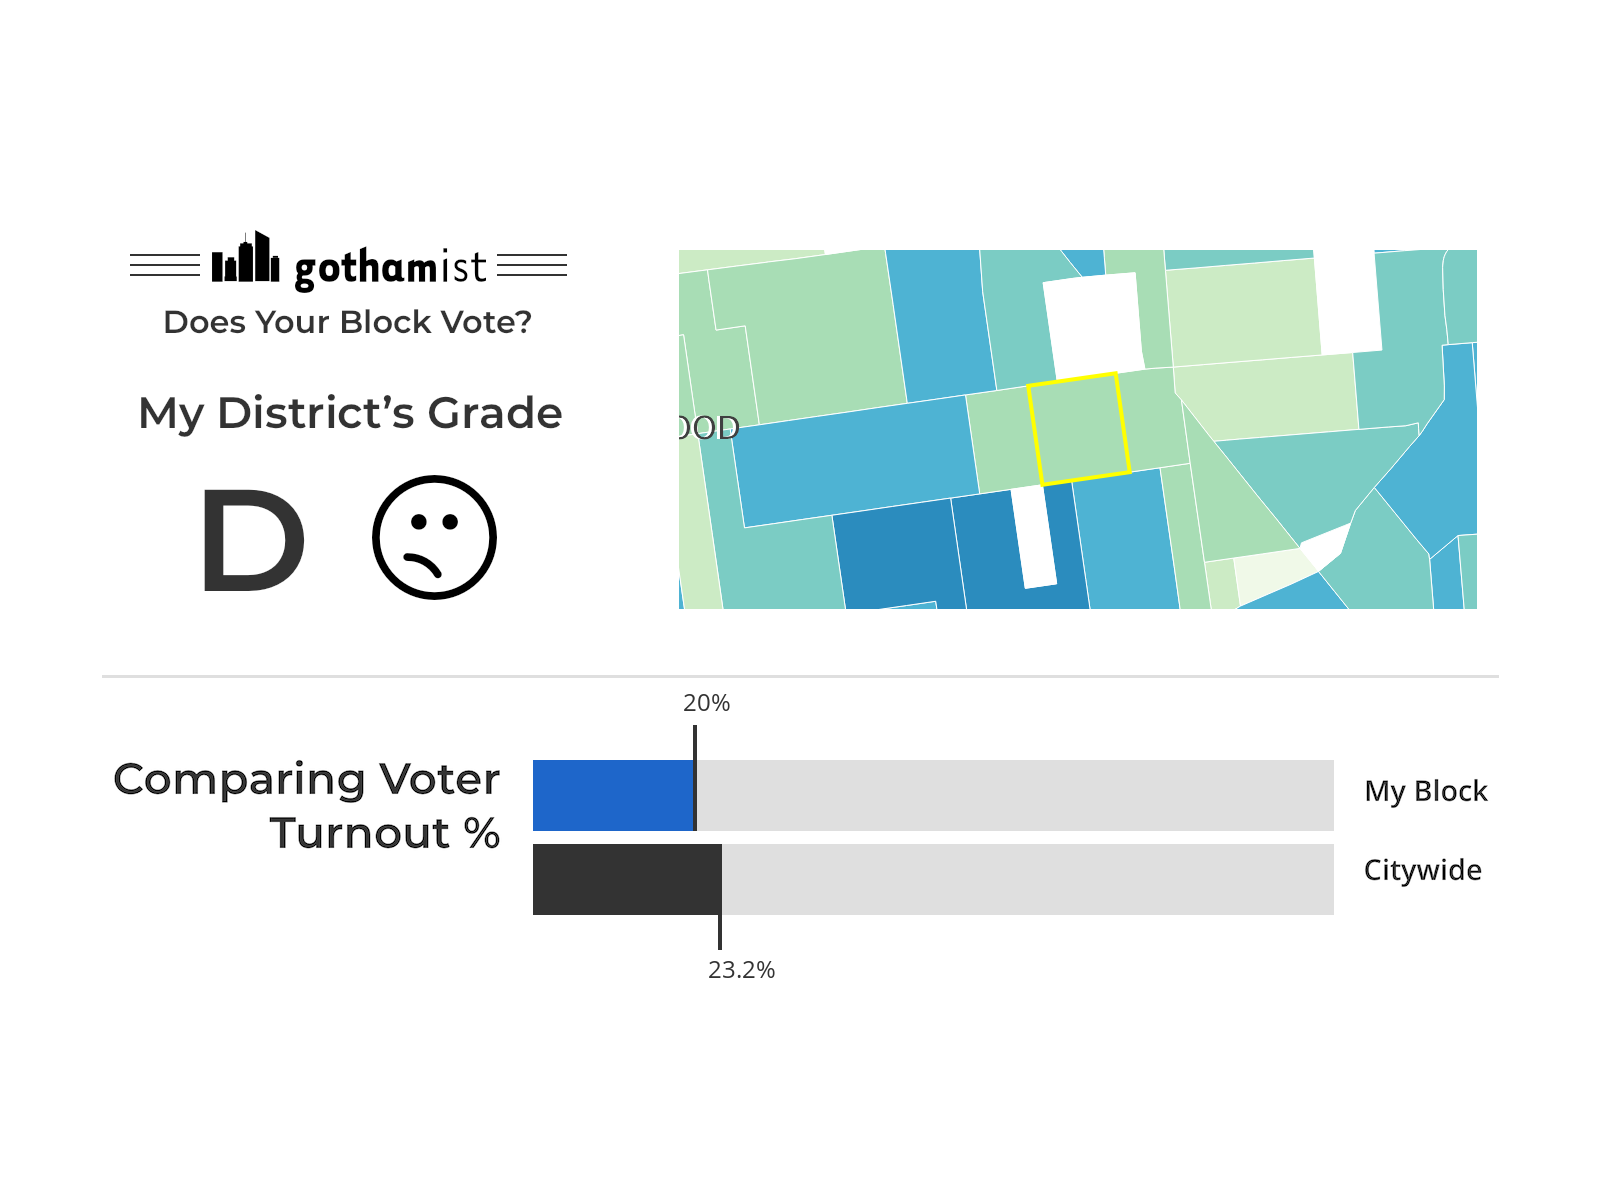 gothamist
Does Your Block Vote?
My District’s Grade
D
OOD
20%
Comparing Voter
Turnout %
My Block
Citywide
23.2%